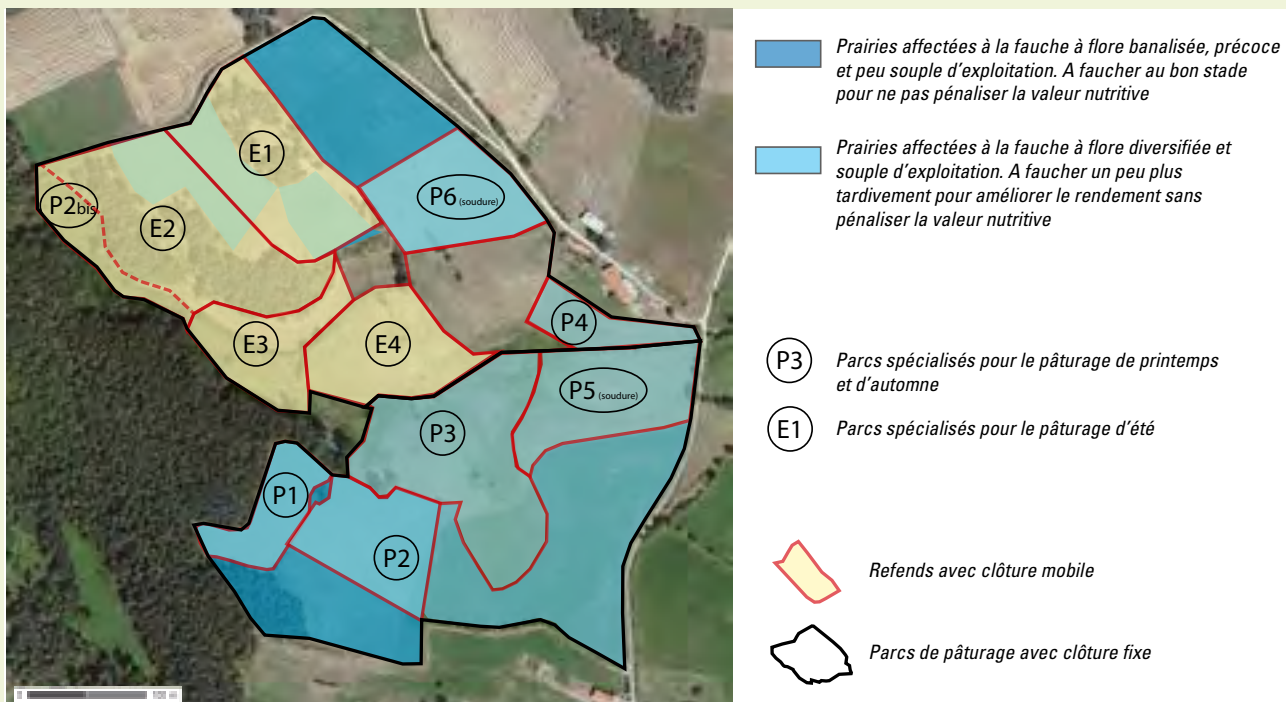 E1
P6 (soudure)
P2bis
E2
P4
E3
E4
P5 (soudure)
P3
P1
P2
Prairies affectées à la fauche à flore banalisée, précoce
et peu souple d'exploitation. A faucher au bon stade
pour ne pas pénaliser la valeur nutritive
Prairies affectées à la fauche à flore diversifiée et
souple d'exploitation. A faucher un peu plus
tardivement pour améliorer le rendement sans
pénaliser la valeur nutritive
P3
Parcs spécialisés pour le pâturage de printemps
et d'automne
E1
Parcs spécialisés pour le pâturage d'été
Refends avec clôture mobile
Parcs de pâturage avec clôture fixe